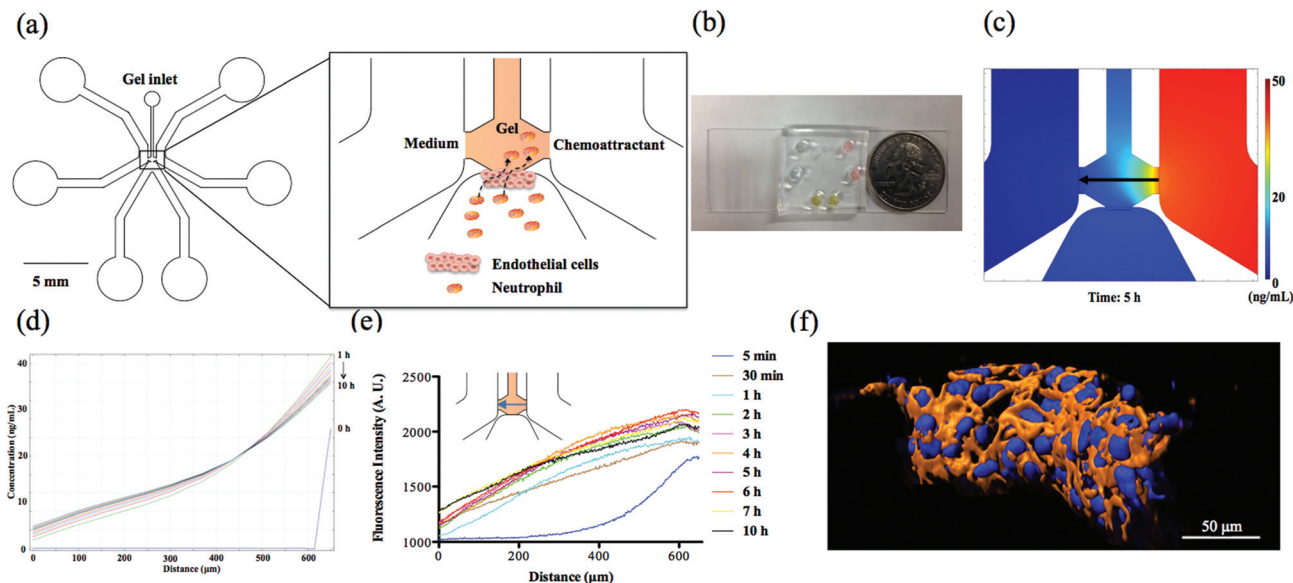 (a)
Gel inlet
5 mm
Medium
Gel
Chemoattractant
Endothelial cells
Neutrophil
(b)
(c)
50
20
20
0
Time: 5 h
(ng/mL)
(d)
Concentration (ng/mL)
40
30
20
10
0
0
100
200
300
400
500
600
Distance (µm)
1 h
10 h
0 h
(e)
Fluorescence Intensity (A. U.)
2500
2000
1500
1000
0
200
400
600
Distance (µm)
5 min
30 min
1 h
2 h
3 h
4 h
5 h
6 h
7 h
10 h
(f)
50 µm